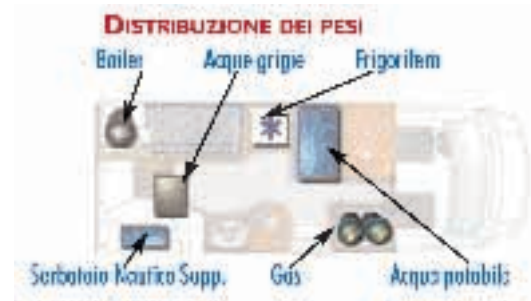 DISTRIBUZIONE DEI PESI
Boiler Acque grigie Frigorifero
Serbatoio Nautico Supp. Gas Acqua potabile